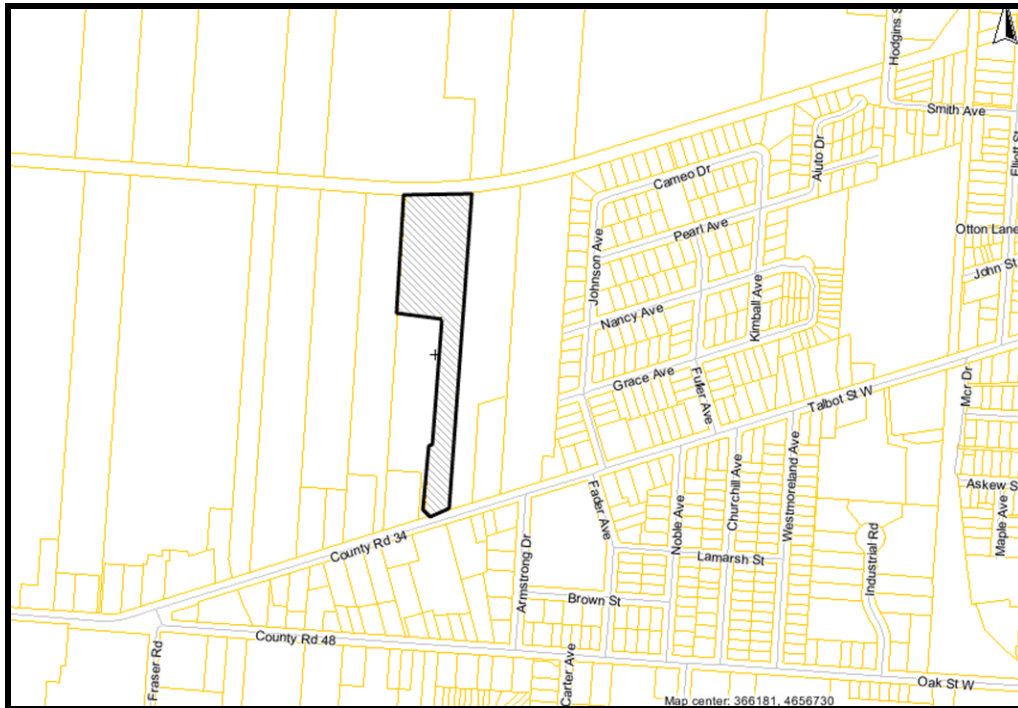 Hodgins S
Smith Ave
Elliott St
Aluto Dr
Cameo Dr
Pearl Ave
Otton Lane
John St
Johnson Ave
Kimball Ave
Nancy Ave
Grace Ave
Fuller Ave
Talbot St W
Mcr Dr
Askew S
Maple Ave
Fader Ave
Noble Ave
Churchill Ave
Westmoreland Ave
Industrial Rd
County Rd 34
Armstrong Dr
Lamarsh St
Brown St
County Rd 48
Fraser Rd
Carter Ave
Oak St W
Map center: 366181, 4656730